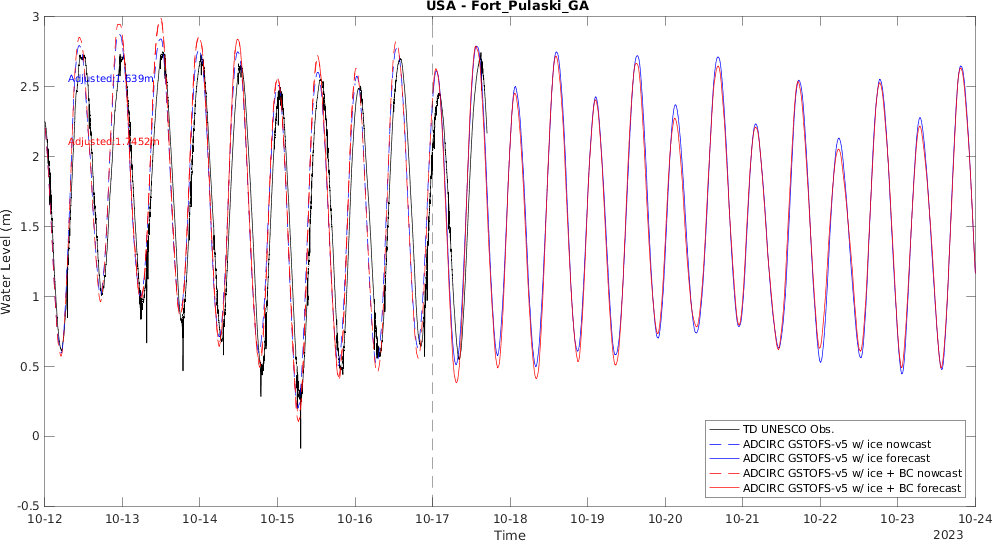 USA - Fort_Pulaski_GA
3
2.5
2
1.5
1
0.5
0
-0.5
Water Level (m)
Adjusted:1.639m
Adjusted:1.7452m
TD UNESCO Obs.
ADCIRC GSTOFS-v5 w/ ice nowcast
ADCIRC GSTOFS-v5 w/ ice forecast
ADCIRC GSTOFS-v5 w/ ice + BC nowcast
ADCIRC GSTOFS-v5 w/ ice + BC forecast
10-12 10-13 10-14 10-15 10-16 10-17 10-18 10-19 10-20 10-21 10-22 10-23 10-24
Time
2023